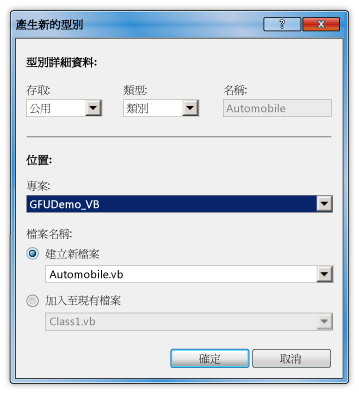 產生新的型別
型別詳細資料:
存取: 類型: 名稱:
公用 類別 Automobile
位置:
專案:
GFUDemo_VB
檔案名稱:
建立新檔案
Automobile.vb
加入至現有檔案
Class1.vb
確定 取消